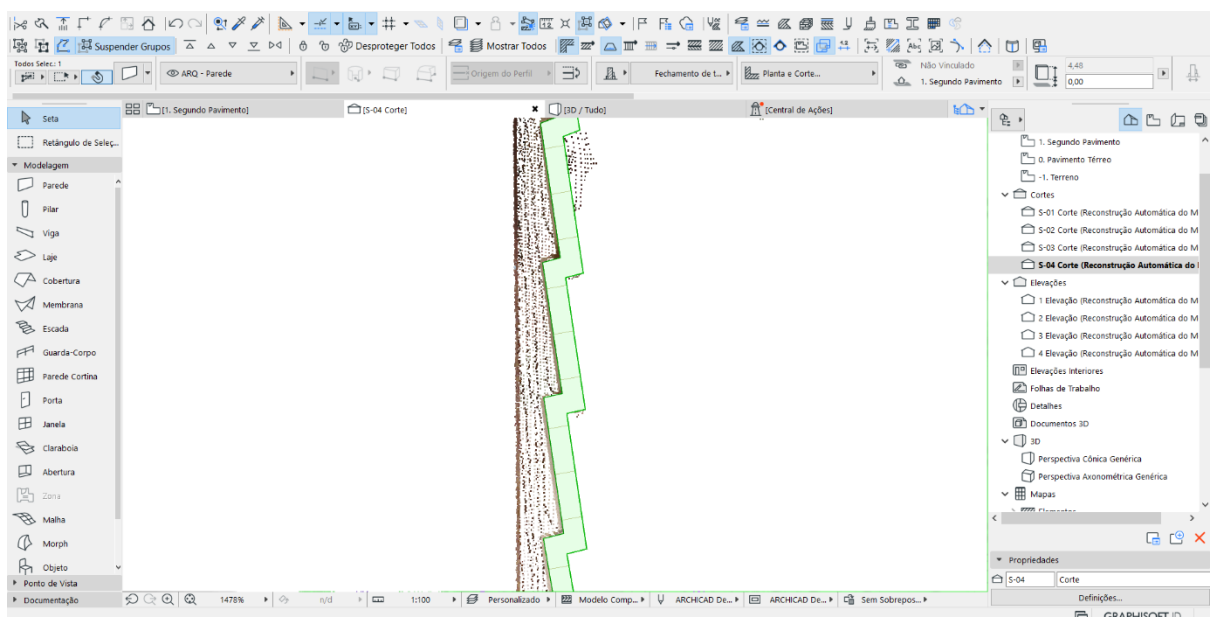 Suspender Grupos
Desproteger Todos
Mostrar Todos
Todos Selec.: 1
ARQ - Parede
Origem do Perfil
Fechamento de t...
Planta e Corte...
Não Vinculado
1. Segundo Pavimento
4,48
0,00
[1. Segundo Pavimento]
[S-04 Corte]
[3D / Tudo]
[Central de Ações]
Seta
Retângulo de Seleç...
Modelagem
Parede
Pilar
Viga
Laje
Cobertura
Membrana
Escada
Guarda-Corpo
Parede Cortina
Porta
Janela
Claraboia
Abertura
Zona
Malha
Morph
Objeto
Ponto de Vista
Documentação
1478%
n/d
1:100
Personalizado
Modelo Comp...
ARCHICAD De...
ARCHICAD De...
Sem Sobrepos...
1. Segundo Pavimento
0. Pavimento Térreo
-1. Terreno
Cortes
S-01 Corte (Reconstrução Automática do M
S-02 Corte (Reconstrução Automática do M
S-03 Corte (Reconstrução Automática do M
S-04 Corte (Reconstrução Automática do
Elevações
1 Elevação (Reconstrução Automática do M
2 Elevação (Reconstrução Automática do M
3 Elevação (Reconstrução Automática do M
4 Elevação (Reconstrução Automática do M
Elevações Interiores
Folhas de Trabalho
Detalhes
Documentos 3D
3D
Perspectiva Cônica Genérica
Perspectiva Axonométrica Genérica
Mapas
Propriedades
S-04
Corte
Definições...
GRAPHISOFT ID